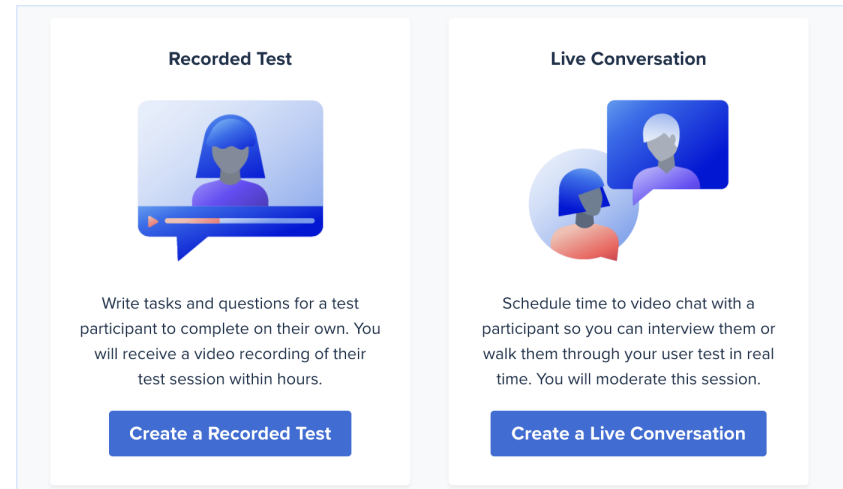 Recorded Test
Write tasks and questions for a test
participant to complete on their own. You
will receive a video recording of their
test session within hours.
Create a Recorded Test
Live Conversation
Schedule time to video chat with a
participant so you can interview them or
walk them through your user test in real
time. You will moderate this session.
Create a Live Conversation